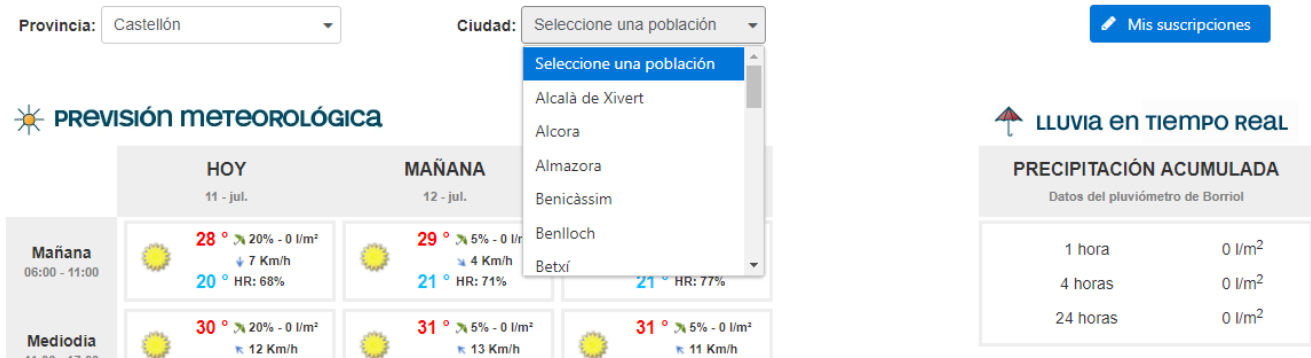 Provincia: Castellón Ciudad: Seleccione una población Mis suscripciones
Seleccione una población
Alcalà de Xivert
Alcora
Almazora
Benicàssim
Benlloch
Betxí
Previsión meteorológica
HOY MAÑANA
11 - jul. 12 - jul.
Mañana
06:00 - 11:00
28 ° 20% - 0 l/m²
7 Km/h
20 ° HR: 68%
29 ° 5% - 0 l/m
4 Km/h
21 ° HR: 71%
21 ° HR: 77%
Mediodia
30 ° 20% - 0 l/m²
12 Km/h
31 ° 5% - 0 l/m²
13 Km/h
31 ° 5% - 0 l/m²
11 Km/h
LLUVIA en TIEMPO REAL
PRECIPITACIÓN ACUMULADA
Datos del pluviómetro de Borriol
1 hora 0 l/m²
4 horas 0 l/m²
24 horas 0 l/m²